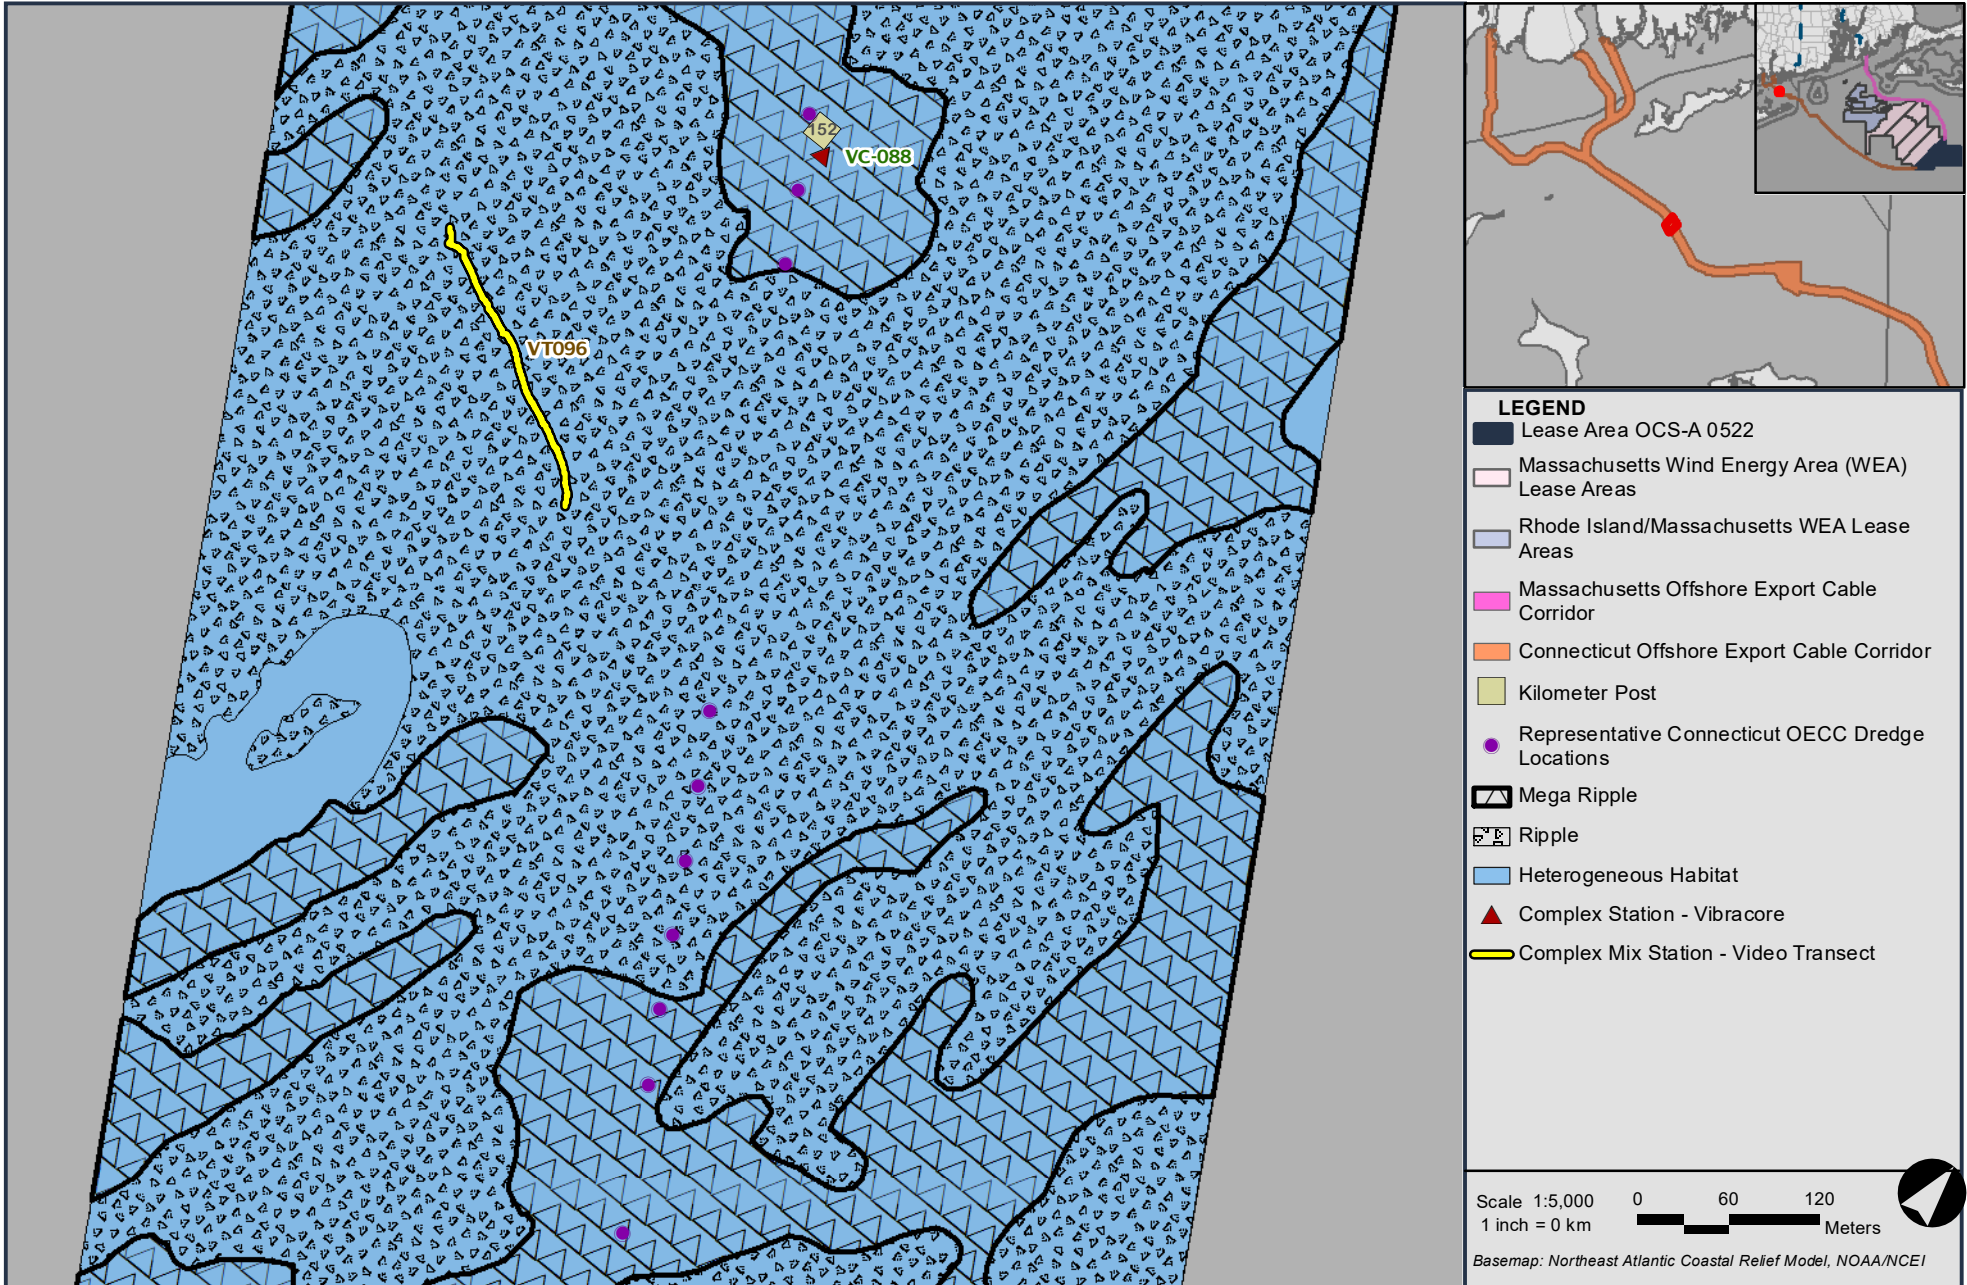 152
VC-088
VT096
LEGEND
Lease Area OCS-A 0522
Massachusetts Wind Energy Area (WEA)
Lease Areas
Rhode Island/Massachusetts WEA Lease
Areas
Massachusetts Offshore Export Cable
Corridor
Connecticut Offshore Export Cable Corridor
Kilometer Post
Representative Connecticut OECC Dredge
Locations
Mega Ripple
Ripple
Heterogeneous Habitat
Complex Station - Vibracore
Complex Mix Station - Video Transect
Scale 1:5,000
1 inch = 0 km
0 60 120
Meters
Basemap: Northeast Atlantic Coastal Relief Model, NOAA/NCEI